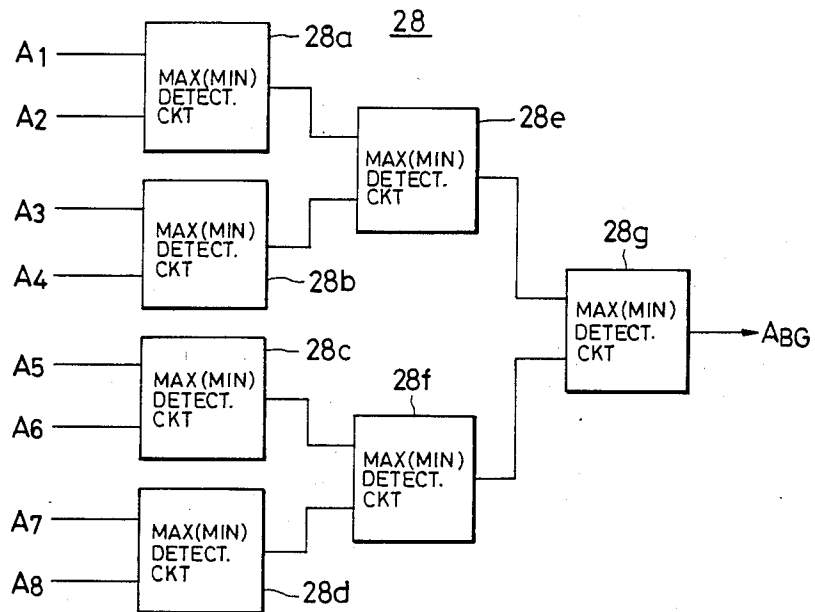 28
A1
A2
MAX(MIN)
DETECT.
CKT
28a
A3
A4
MAX(MIN)
DETECT.
CKT
28b
MAX(MIN)
DETECT.
CKT
28e
A5
A6
MAX(MIN)
DETECT.
CKT
28c
A7
A8
MAX(MIN)
DETECT.
CKT
28d
MAX(MIN)
DETECT.
CKT
28f
28g
MAX(MIN)
DETECT.
CKT
ABG